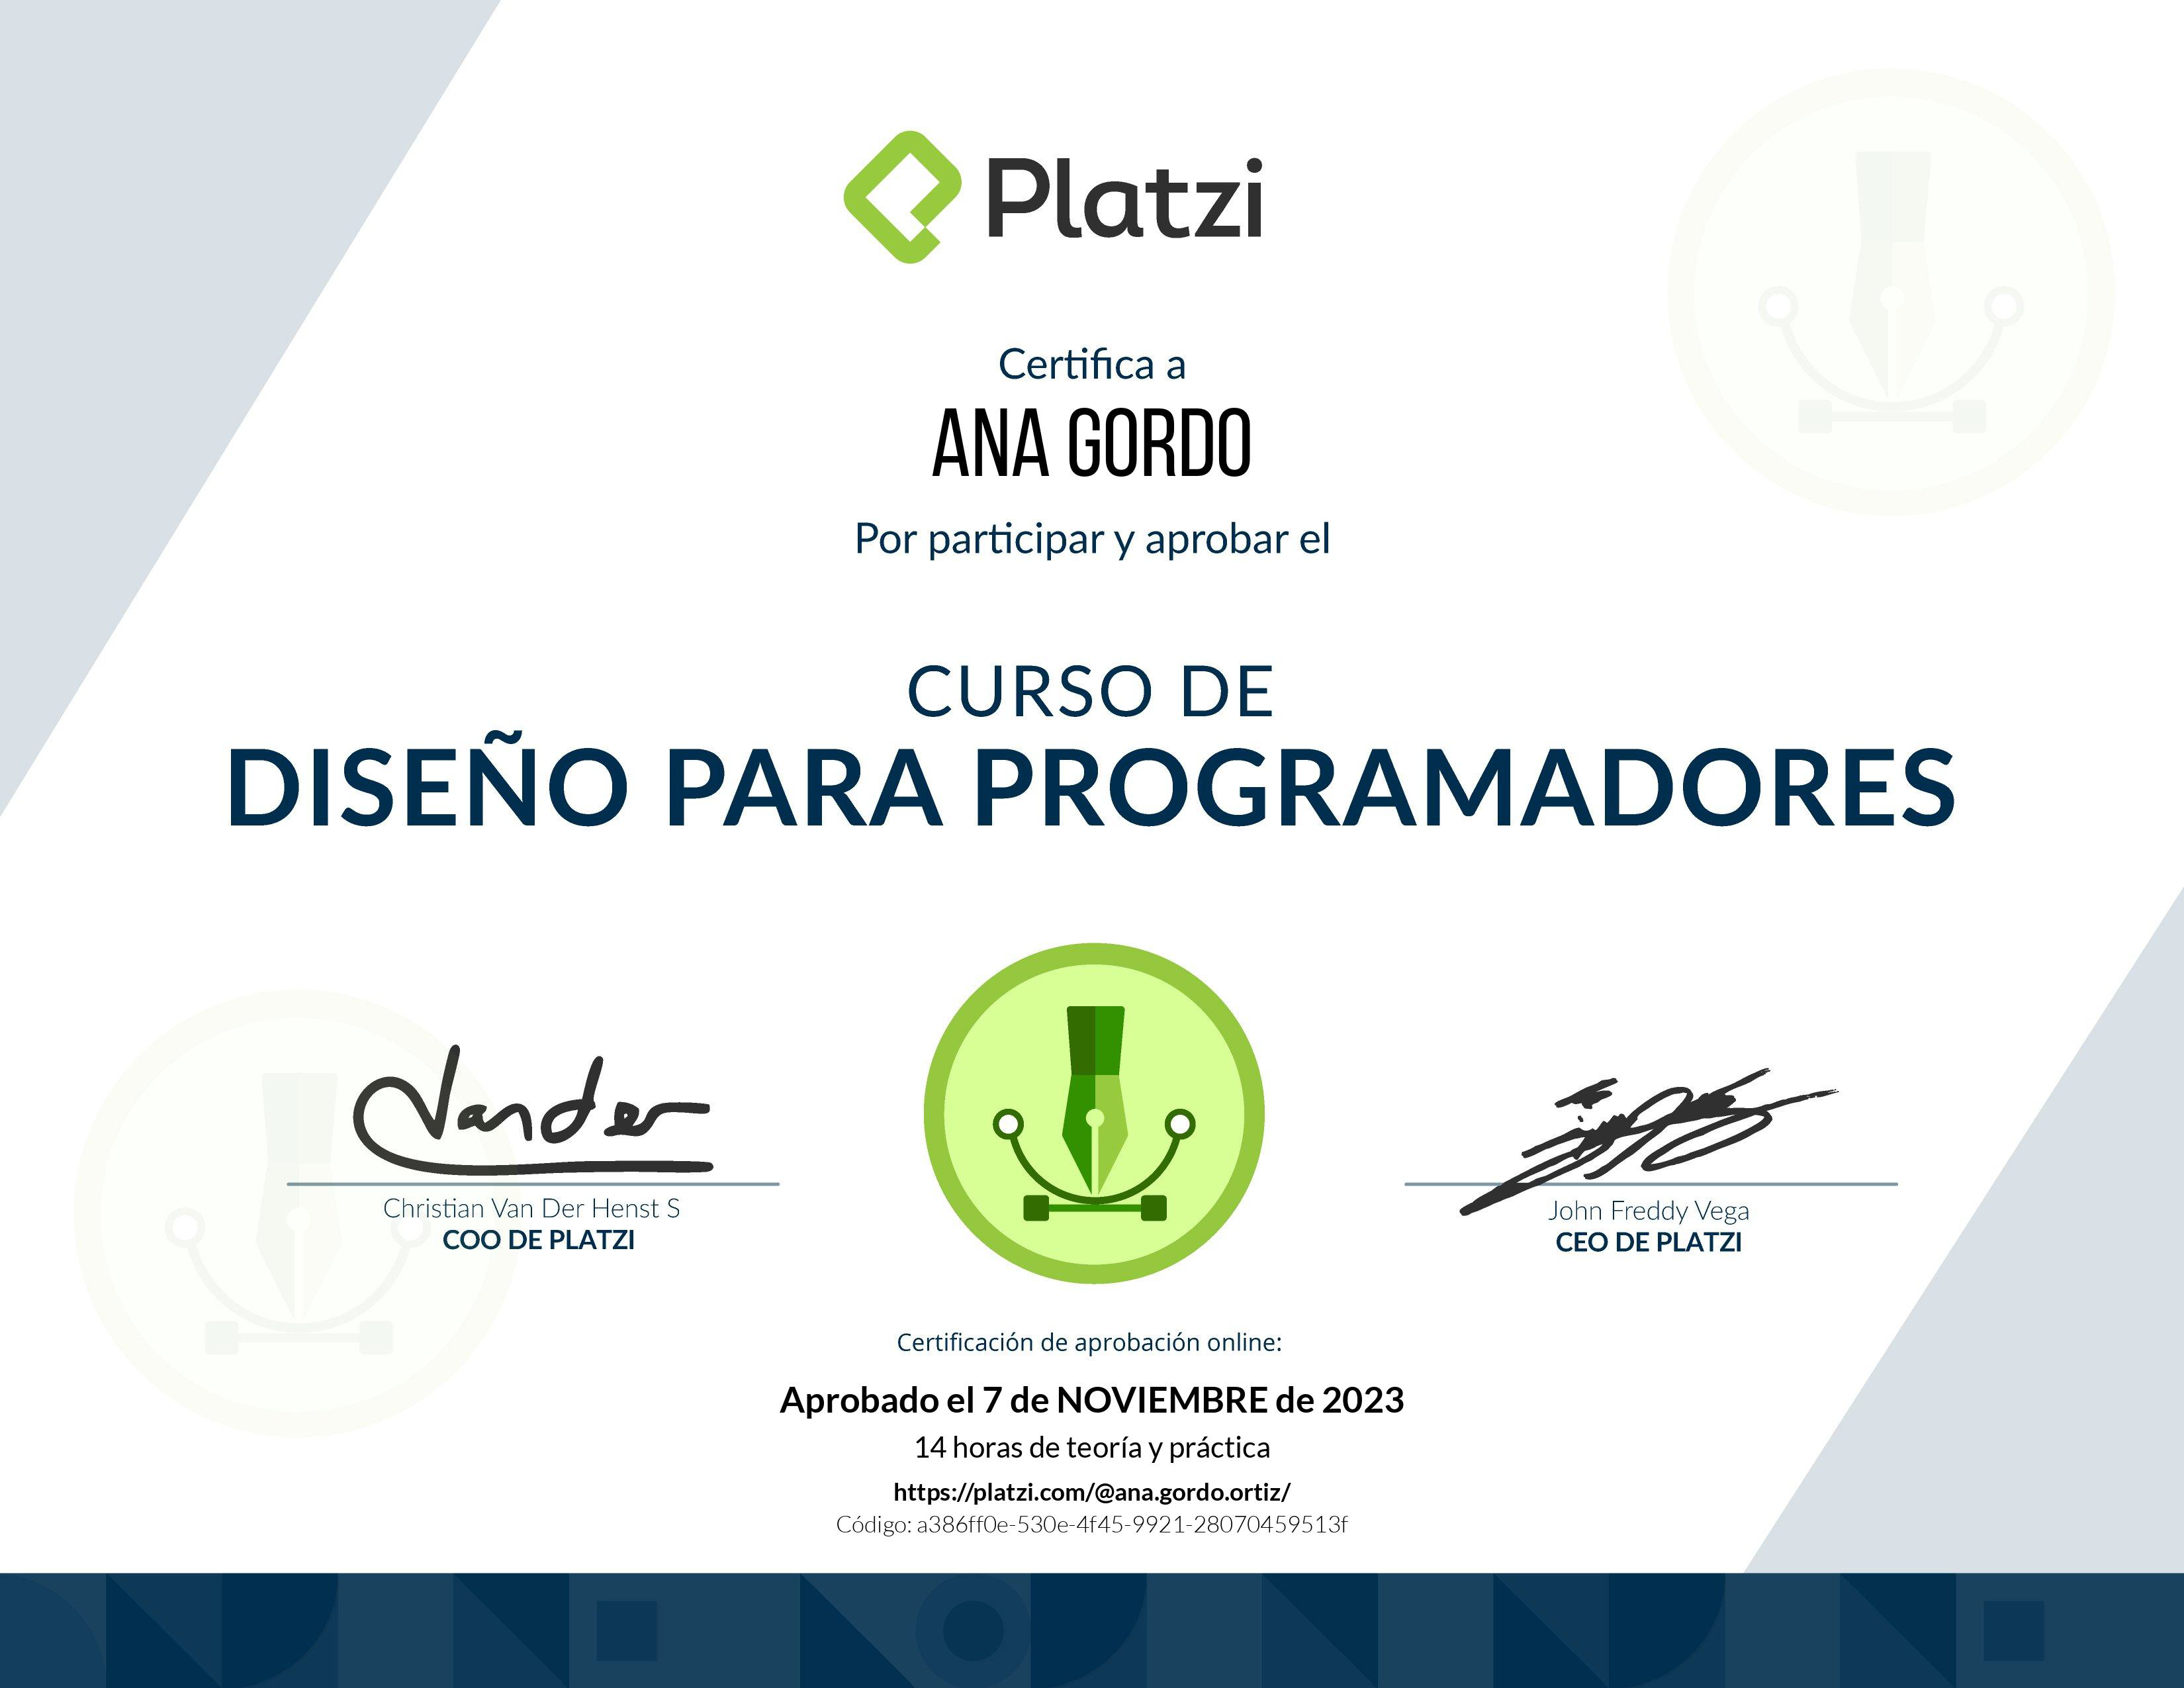 Platzi
Certifica a
ANA GORDO
Por participar y aprobar el
CURSO DE
DISEÑO PARA PROGRAMADORES
Vander
Christian Van Der Henst S
COO DE PLATZI
John Freddy Vega
CEO DE PLATZI
Certificación de aprobación online:
Aprobado el 7 de NOVIEMBRE de 2023
14 horas de teoría y práctica
https://platzi.com/@ana.gordo.ortiz/
Código: a386ff0e-530e-4f45-9921-28070459513f